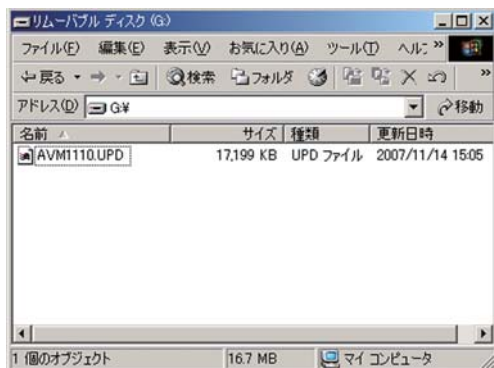 リムーバブル ディスク (G:)
ファイル(F) 編集(E) 表示(V) お気に入り(A) ツール(T) ヘル: »
戻る 検索 フォルダ »
アドレス(D) G:¥ 移動
名前 サイズ 種類 更新日時
AVM1110.UPD 17,199 KB UPD ファイル 2007/11/14 15:05
1 個のオブジェクト 16.7 MB マイ コンピュータ